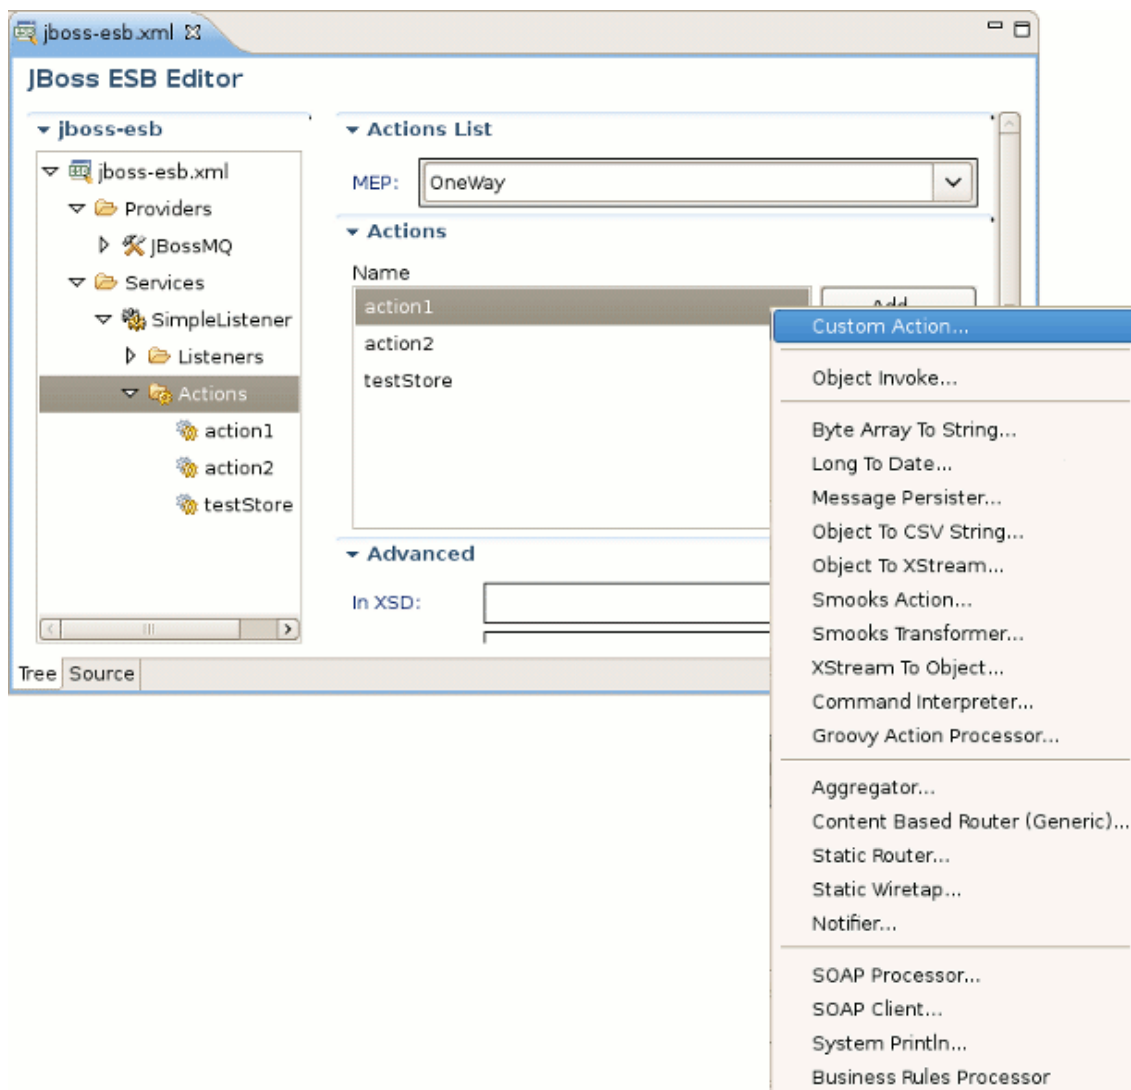 jboss-esb.xml
JBoss ESB Editor
jboss-esb
jboss-esb.xml
Providers
JBossMQ
Services
SimpleListener
Listeners
Actions
action1
action2
testStore
Actions List
MEP: OneWay
Actions
Name
action1
action2
testStore
Add...
Advanced
In XSD:
Tree Source
Custom Action...
Object Invoke...
Byte Array To String...
Long To Date...
Message Persister...
Object To CSV String...
Object To XStream...
Smooks Action...
Smooks Transformer...
XStream To Object...
Command Interpreter...
Groovy Action Processor...
Aggregator...
Content Based Router (Generic)...
Static Router...
Static Wiretap...
Notifier...
SOAP Processor...
SOAP Client...
System Println...
Business Rules Processor